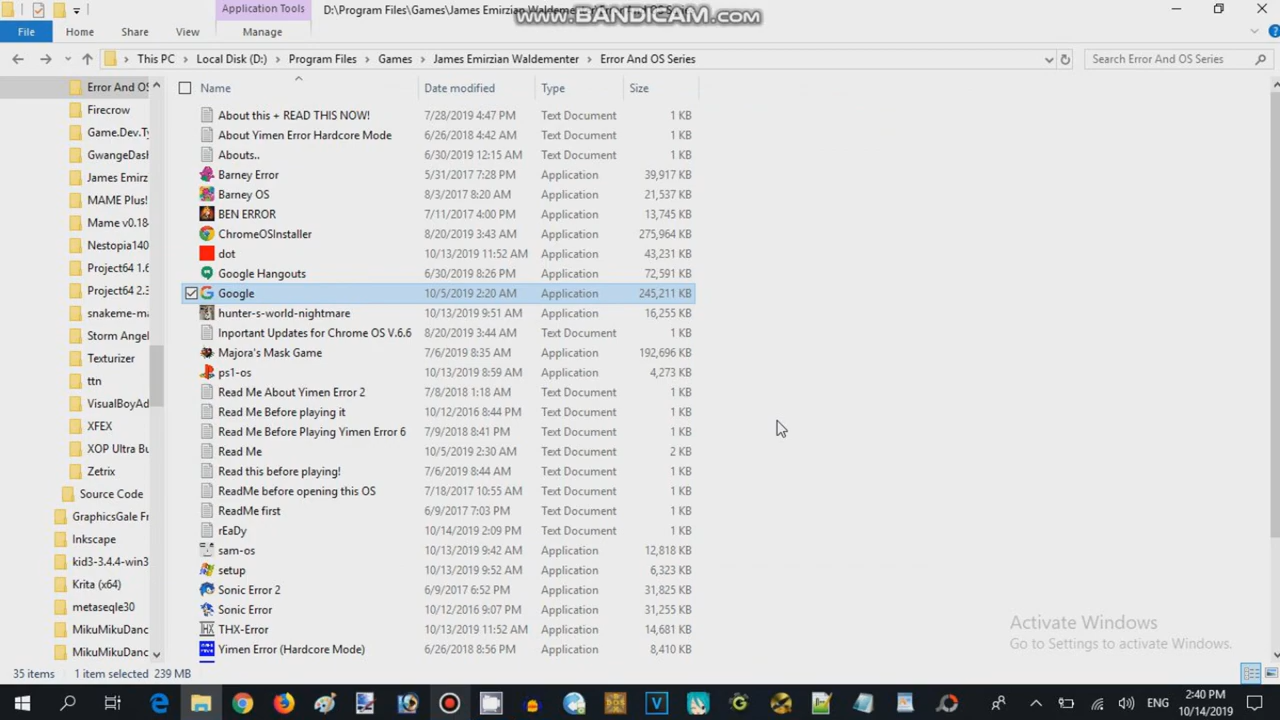 Application Tools
D:\Program Files\Games\James Emirzian Waldementer\Error And OS Series
www.BANDICAM.com
File Home Share View Manage
This PC Local Disk (D:) Program Files Games James Emirzian Waldementer Error And OS Series
Search Error And OS Series
Name Date modified Type Size
Error And OS
Firecrow
Game.Dev.Ty
GwangeDash
James Emirz
MAME Plus!
Mame v0.18
Nestopia140
Project64 1.6
Project64 2.3
snakeme-ma
Storm Angel
Texturizer
ttn
VisualBoyAd
XFEX
XOP Ultra Bu
Zetrix
Source Code
GraphicsGale Fr
Inkscape
kid3-3.4.4-win3
Krita (x64)
metaseqle30
MikuMikuDanc
MikuMikuDanc
About this + READ THIS NOW! 7/28/2019 4:47 PM Text Document 1 KB
About Yimen Error Hardcore Mode 6/26/2018 4:42 AM Text Document 1 KB
Abouts.. 6/30/2019 12:15 AM Text Document 1 KB
Barney Error 5/31/2017 7:28 PM Application 39,917 KB
Barney OS 8/3/2017 8:20 AM Application 21,537 KB
BEN ERROR 7/11/2017 4:00 PM Application 13,745 KB
ChromeOSInstaller 8/20/2019 3:43 AM Application 275,964 KB
dot 10/13/2019 11:52 AM Application 43,231 KB
Google Hangouts 6/30/2019 8:26 PM Application 72,591 KB
Google 10/5/2019 2:20 AM Application 245,211 KB
hunter-s-world-nightmare 10/13/2019 9:51 AM Application 16,255 KB
Inportant Updates for Chrome OS V.6.6 8/20/2019 3:44 AM Text Document 1 KB
Majora's Mask Game 7/6/2019 8:35 AM Application 192,696 KB
ps1-os 10/13/2019 8:59 AM Application 4,273 KB
Read Me About Yimen Error 2 7/8/2018 1:18 AM Text Document 1 KB
Read Me Before playing it 10/12/2016 8:44 PM Text Document 1 KB
Read Me Before Playing Yimen Error 6 7/9/2018 8:41 PM Text Document 1 KB
Read Me 10/5/2019 2:30 AM Text Document 2 KB
Read this before playing! 7/6/2019 8:44 AM Text Document 1 KB
ReadMe before opening this OS 7/18/2017 10:55 AM Text Document 1 KB
ReadMe first 6/9/2017 7:03 PM Text Document 1 KB
rEaDy 10/14/2019 2:09 PM Text Document 1 KB
sam-os 10/13/2019 9:42 AM Application 12,818 KB
setup 10/13/2019 9:52 AM Application 6,323 KB
Sonic Error 2 6/9/2017 6:52 PM Application 31,825 KB
Sonic Error 10/12/2016 9:07 PM Application 31,255 KB
THX-Error 10/13/2019 11:52 AM Application 14,681 KB
Yimen Error (Hardcore Mode) 6/26/2018 8:56 PM Application 8,410 KB
Activate Windows
Go to Settings to activate Windows.
35 items 1 item selected 239 MB
ENG
2:40 PM
10/14/2019